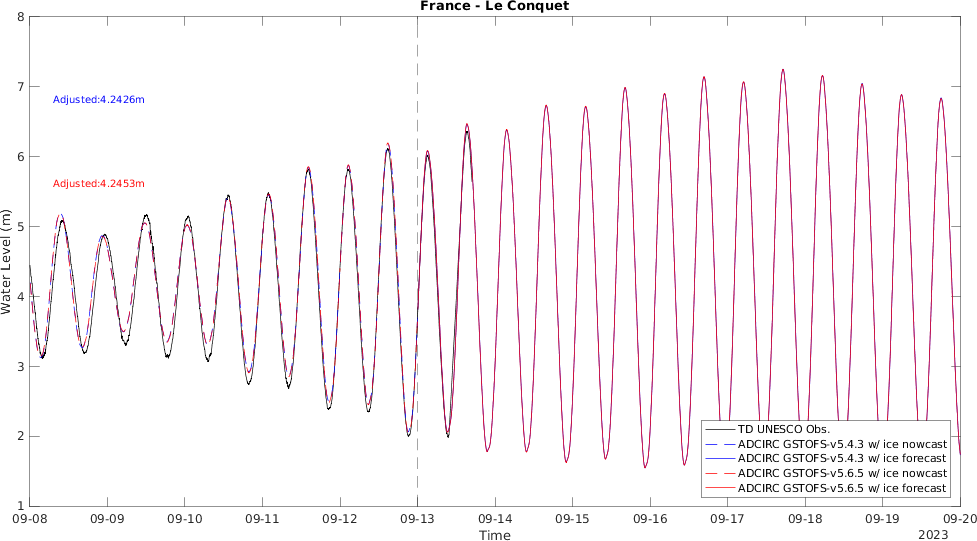 France - Le Conquet
8
7
6
5
4
3
2
1
Water Level (m)
Adjusted:4.2426m
Adjusted:4.2453m
TD UNESCO Obs.
ADCIRC GSTOFS-v5.4.3 w/ ice nowcast
ADCIRC GSTOFS-v5.4.3 w/ ice forecast
ADCIRC GSTOFS-v5.6.5 w/ ice nowcast
ADCIRC GSTOFS-v5.6.5 w/ ice forecast
09-08 09-09 09-10 09-11 09-12 09-13 09-14 09-15 09-16 09-17 09-18 09-19 09-20
Time
2023